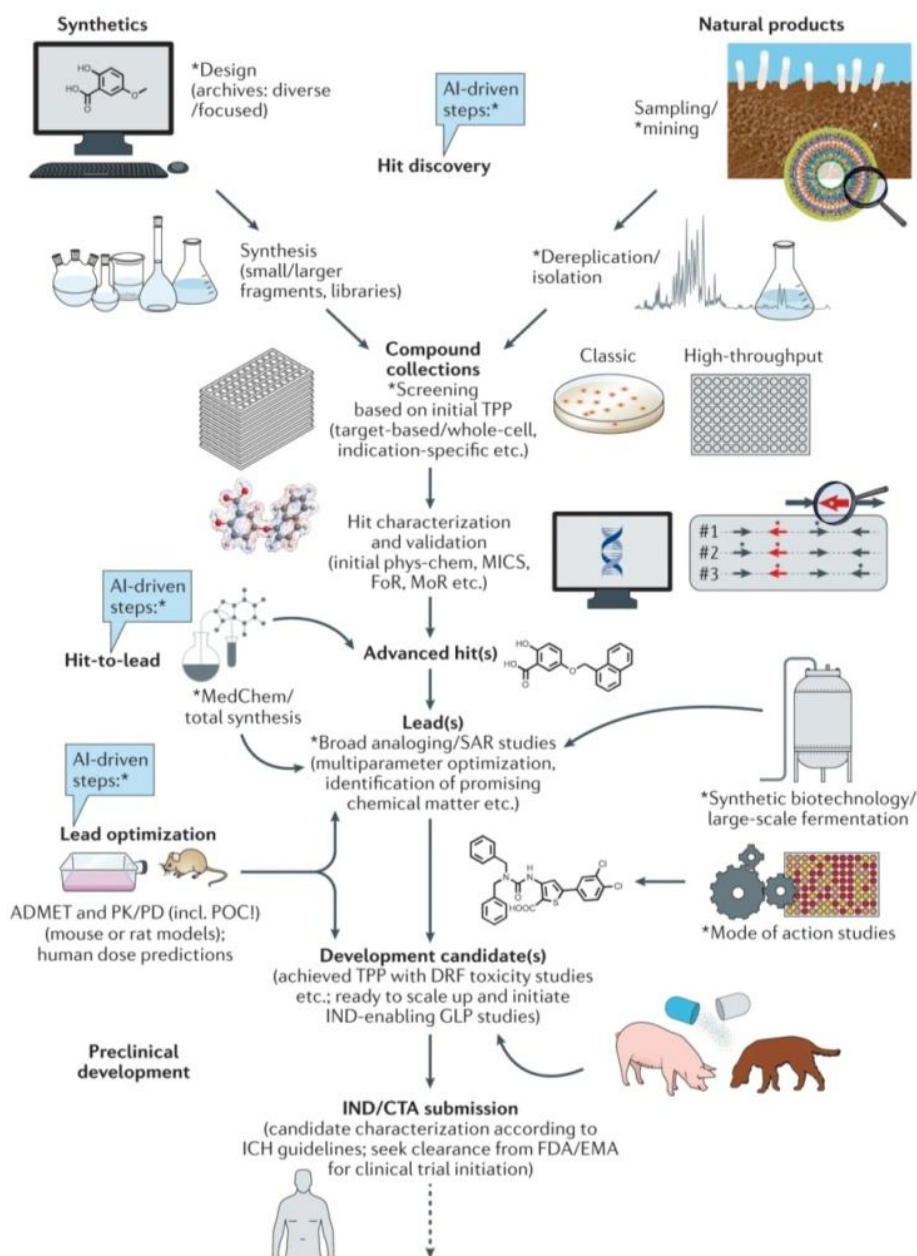 Synthetics
Natural products
HO
HO
O
O
*Design
(archives: diverse
/focused)
AI-driven
steps:*
Hit discovery
Sampling/
*mining
Synthesis
(small/larger
fragments, libraries)
*Dereplication/
isolation
Compound
collections
*Screening
based on initial TPP
(target-based/whole-cell,
indication-specific etc.)
Classic
High-throughput
Hit characterization
and validation
(initial phys-chem, MICS,
FoR, MoR etc.)
#1
#2
#3
AI-driven
steps:*
Hit-to-lead
*MedChem/
total synthesis
Advanced hit(s)
HO
HO
O
O
Lead(s)
*Broad analoging/SAR studies
(multiparameter optimization,
identification of promising
chemical matter etc.)
*Synthetic biotechnology/
large-scale fermentation
AI-driven
steps:*
Lead optimization
ADMET and PK/PD (incl. POC!)
(mouse or rat models);
human dose predictions
H
N
N
O
HOOC
S
Cl
Cl
*Mode of action studies
Development candidate(s)
(achieved TPP with DRF toxicity studies
etc.; ready to scale up and initiate
IND-enabling GLP studies)
Preclinical
development
IND/CTA submission
(candidate characterization according to
ICH guidelines; seek clearance from FDA/EMA
for clinical trial initiation)